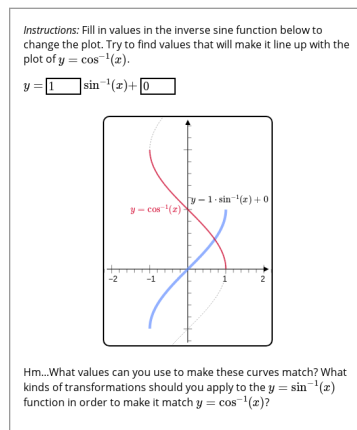 Instructions: Fill in values in the inverse sine function below to
change the plot. Try to find values that will make it line up with the
plot of y = cos⁻¹(x).
y = 1 sin⁻¹(x)+ 0
y = 1 · sin⁻¹(x) + 0
y = cos⁻¹(x)
-2 -1 1 2
Hm...What values can you use to make these curves match? What
kinds of transformations should you apply to the y = sin⁻¹(x)
function in order to make it match y = cos⁻¹(x)?